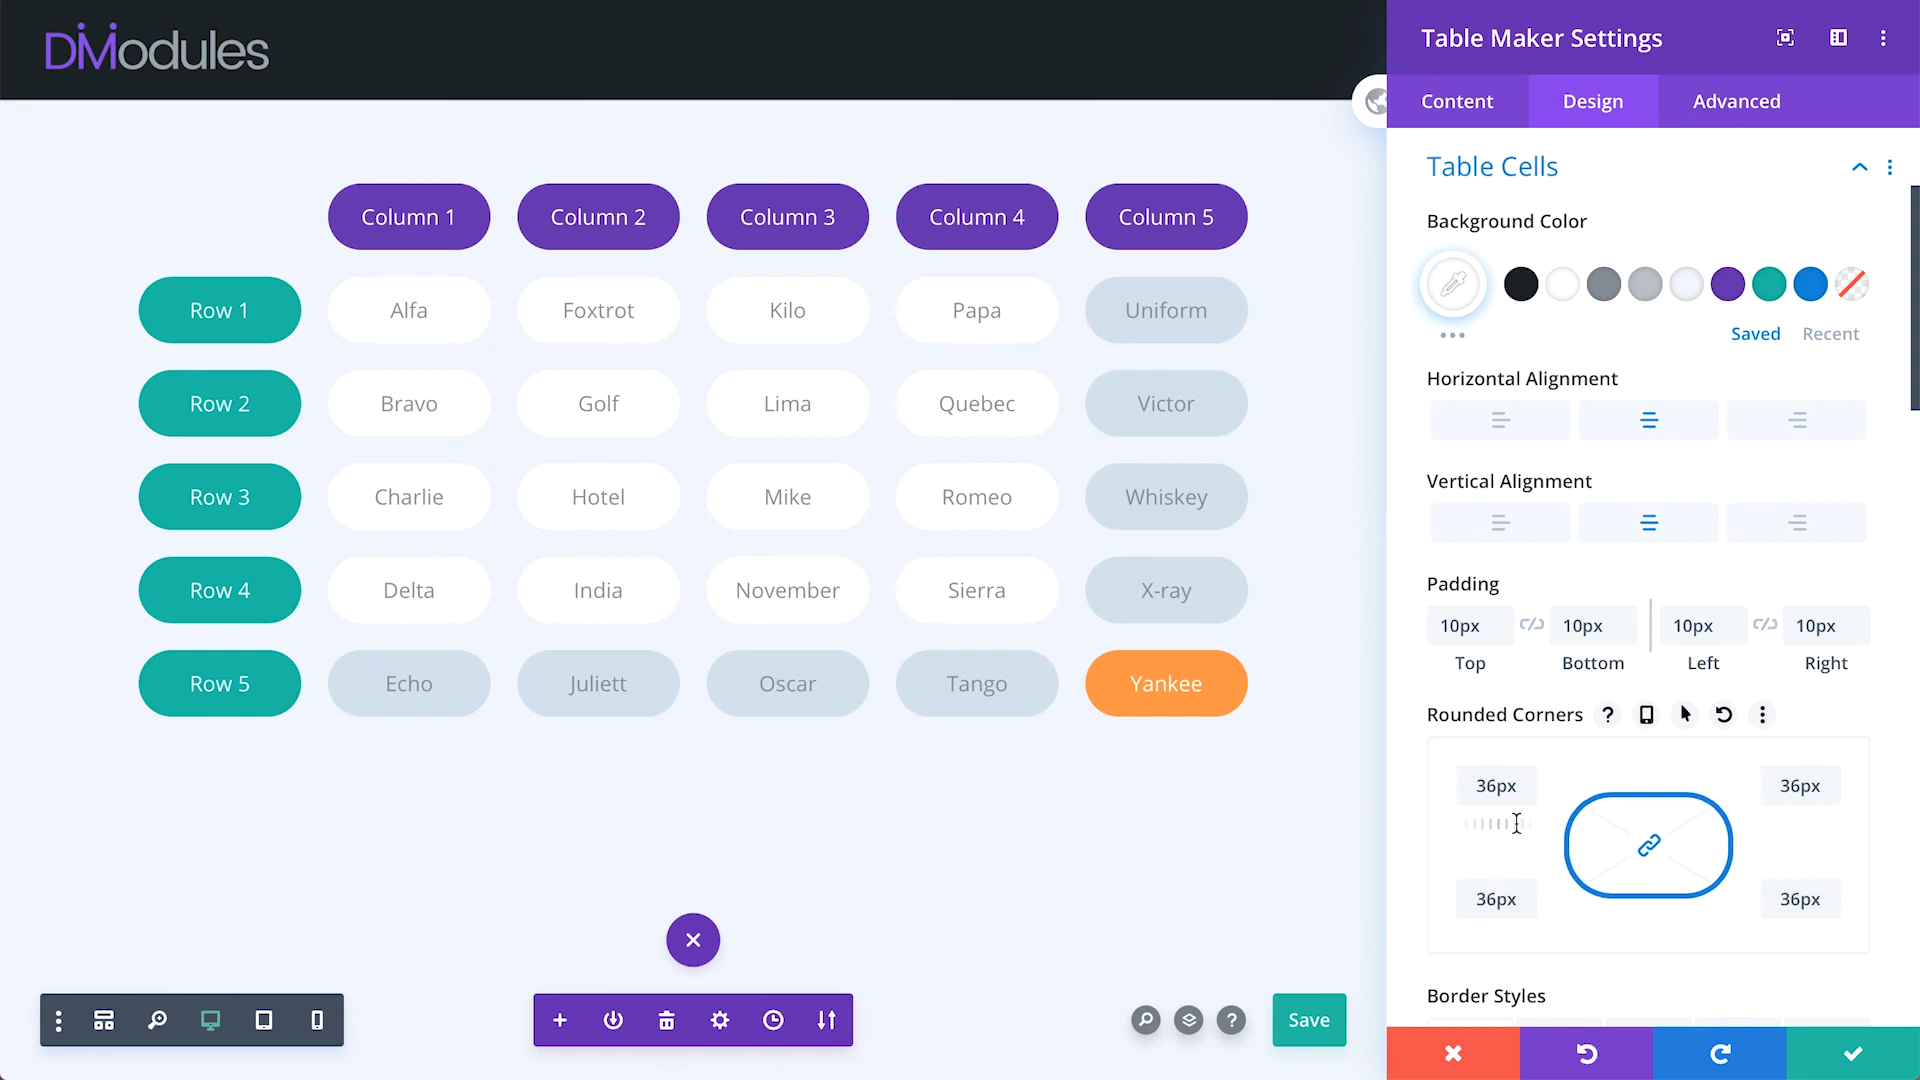 DiModules
Column 1 Column 2 Column 3 Column 4 Column 5
Row 1 Alfa Foxtrot Kilo Papa Uniform
Row 2 Bravo Golf Lima Quebec Victor
Row 3 Charlie Hotel Mike Romeo Whiskey
Row 4 Delta India November Sierra X-ray
Row 5 Echo Juliett Oscar Tango Yankee
Save
Table Maker Settings
Content Design Advanced
Table Cells
Background Color
Saved Recent
Horizontal Alignment
Vertical Alignment
Padding
10px 10px 10px 10px
Top Bottom Left Right
Rounded Corners
36px 36px
36px 36px
Border Styles